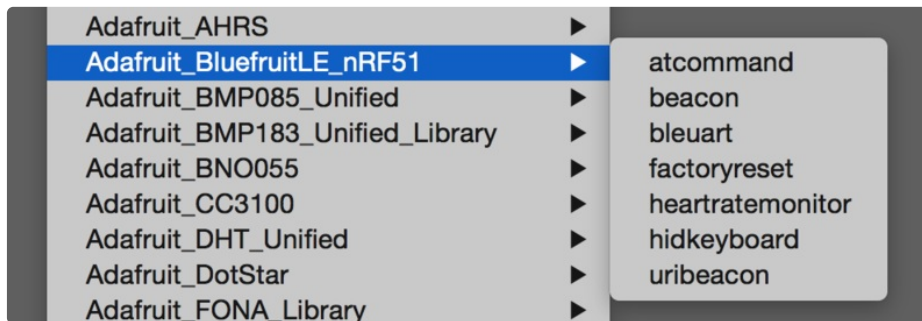 Adafruit_AHRS
Adafruit_BluefruitLE_nRF51
Adafruit_BMP085_Unified
Adafruit_BMP183_Unified_Library
Adafruit_BNO055
Adafruit_CC3100
Adafruit_DHT_Unified
Adafruit_DotStar
Adafruit_FONA_Library
atcommand
beacon
bleuart
factoryreset
heartratemonitor
hidkeyboard
uribeacon